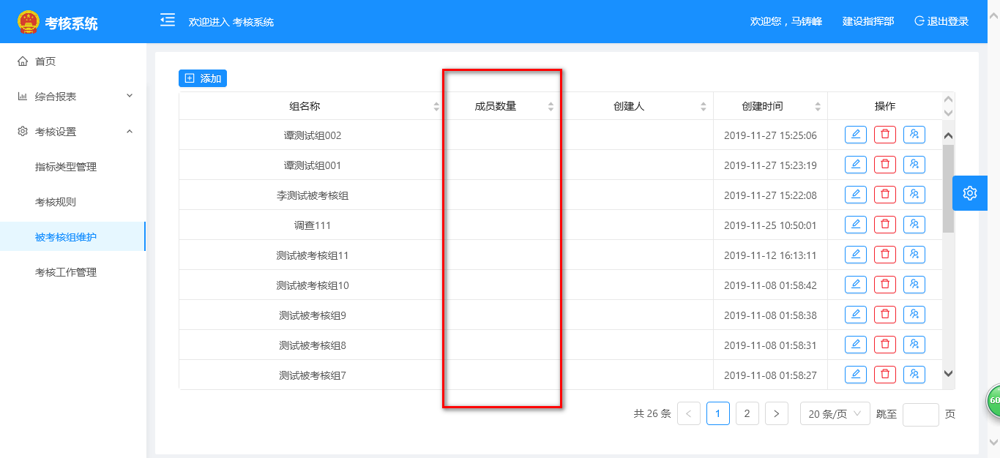 考核系统
欢迎进入 考核系统
欢迎您，马铸峰 建设指挥部 退出登录
首页
综合报表
考核设置
指标类型管理
考核规则
被考核组维护
考核工作管理
添加
组名称 成员数量 创建人 创建时间 操作
谭测试组002 2019-11-27 15:25:06
谭测试组001 2019-11-27 15:23:19
李测试被考核组 2019-11-27 15:22:08
调查111 2019-11-25 10:50:01
测试被考核组11 2019-11-12 16:13:11
测试被考核组10 2019-11-08 01:58:42
测试被考核组9 2019-11-08 01:58:38
测试被考核组8 2019-11-08 01:58:31
测试被考核组7 2019-11-08 01:58:27
共 26 条 < 1 2 > 20 条/页 跳至 页